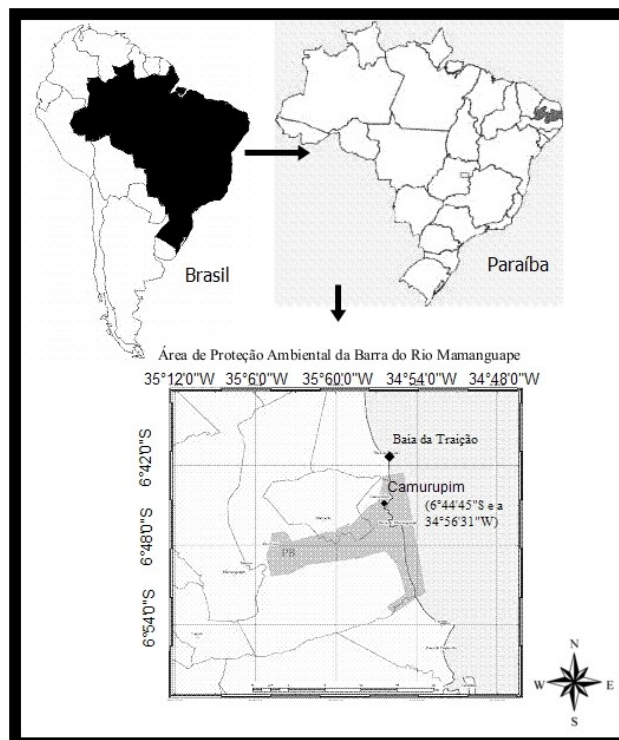 Brasil
Paraíba
Área de Proteção Ambiental da Barra do Rio Mamanguape
35°12'0"W 35°6'0"W 35°60'0"W 34°54'0"W 34°48'0"W
6°42'0"S
6°48'0"S
6°54'0"S
Baia da Traição
Camurupim
(6°44'45"S e a
34°56'31"W)
PB
N
W E
S